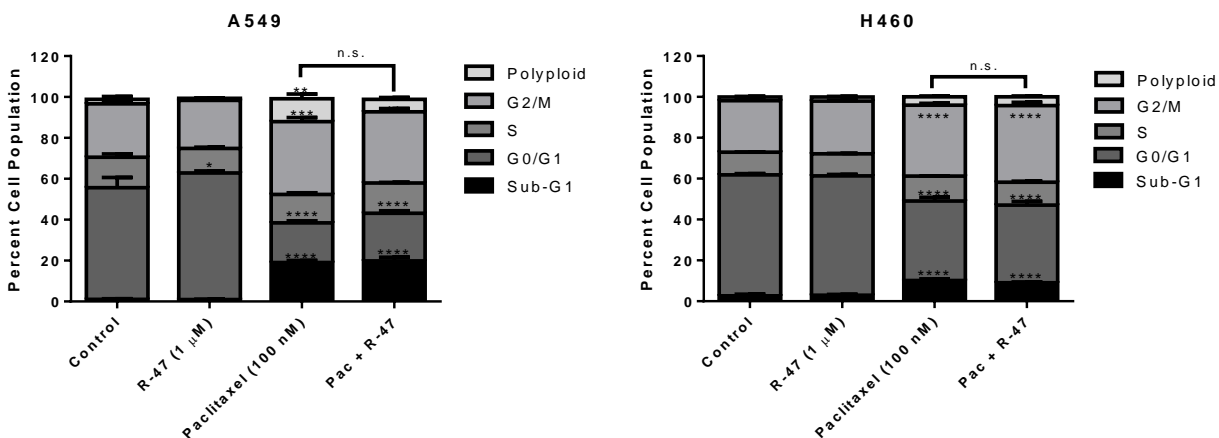 A549
Percent Cell Population
120
100
80
60
40
20
0
n.s.
**
***
*
****
****
****
****
Control
R-47 (1 μM)
Paclitaxel (100 nM)
Pac + R-47
Polyploid
G2/M
S
G0/G1
Sub-G1
H460
Percent Cell Population
120
100
80
60
40
20
0
n.s.
****
****
****
****
****
****
Control
R-47 (1 μM)
Paclitaxel (100 nM)
Pac + R-47
Polyploid
G2/M
S
G0/G1
Sub-G1